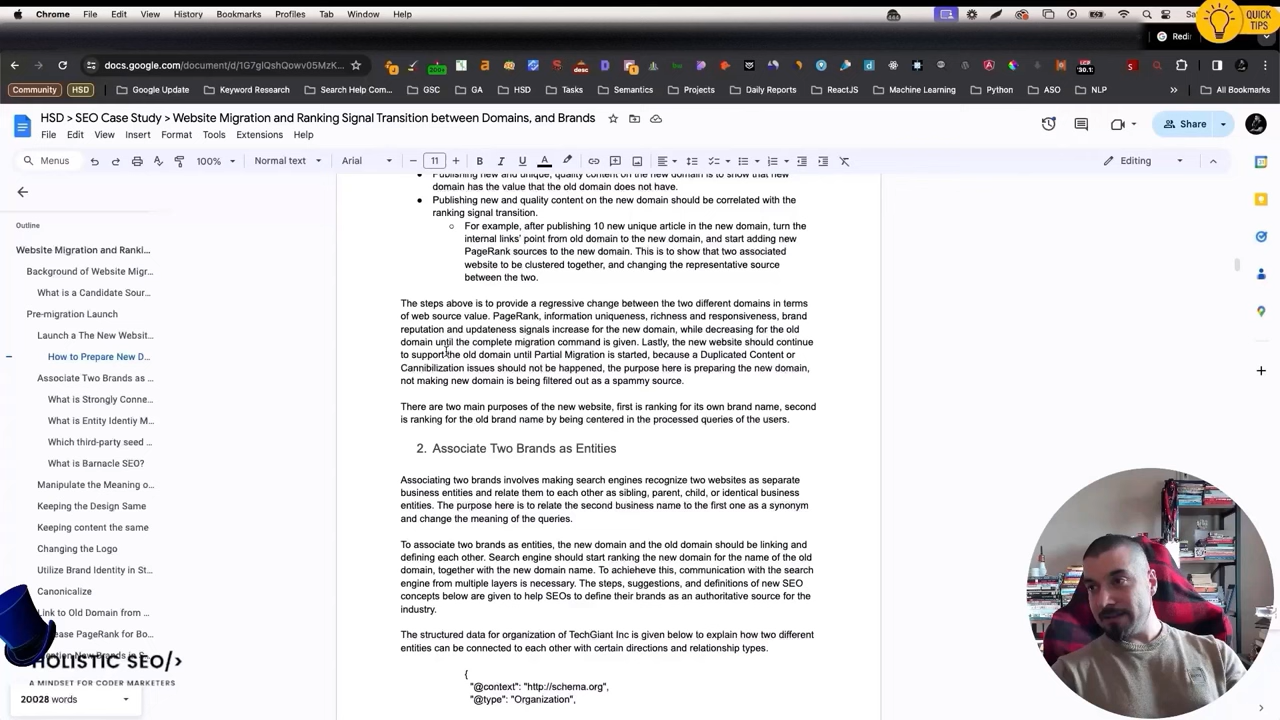 Chrome File Edit View History Bookmarks Profiles Tab Window Help
QUICK
TIPS
Redir
docs.google.com/document/d/1G7glQshQowv05MzK...
200+
desc
1
LCP
30.1
Community HSD Google Update Keyword Research Search Help Com... GSC GA HSD Tasks Semantics Projects Daily Reports ReactJS Machine Learning Python ASO NLP All Bookmarks
HSD > SEO Case Study > Website Migration and Ranking Signal Transition between Domains, and Brands
File Edit View Insert Format Tools Extensions Help
Share
Menus 100% Normal text Arial 11 B I U A Editing
Outline
Website Migration and Ranki...
Background of Website Migr...
What is a Candidate Sour...
Pre-migration Launch
Launch a The New Websit...
How to Prepare New D...
Associate Two Brands as ...
What is Strongly Conne...
What is Entity Identiy M...
Which third-party seed ...
What is Barnacle SEO?
Manipulate the Meaning o...
Keeping the Design Same
Keeping content the same
Changing the Logo
Utilize Brand Identity in St...
Canonicalize
Link to Old Domain from ...
ease PageRank for Bo...
HOLISTIC SEO/>
A MINDSET FOR CODER MARKETERS
20028 words
● Publishing new and unique, quality content on the new domain is to show that new
domain has the value that the old domain does not have.
● Publishing new and quality content on the new domain should be correlated with the
ranking signal transition.
○ For example, after publishing 10 new unique article in the new domain, turn the
internal links' point from old domain to the new domain, and start adding new
PageRank sources to the new domain. This is to show that two associated
website to be clustered together, and changing the representative source
between the two.
The steps above is to provide a regressive change between the two different domains in terms
of web source value. PageRank, information uniqueness, richness and responsiveness, brand
reputation and updateness signals increase for the new domain, while decreasing for the old
domain until the complete migration command is given. Lastly, the new website should continue
to support the old domain until Partial Migration is started, because a Duplicated Content or
Cannibilization issues should not be happened, the purpose here is preparing the new domain,
not making new domain is being filtered out as a spammy source.
There are two main purposes of the new website, first is ranking for its own brand name, second
is ranking for the old brand name by being centered in the processed queries of the users.
2. Associate Two Brands as Entities
Associating two brands involves making search engines recognize two websites as separate
business entities and relate them to each other as sibling, parent, child, or identical business
entities. The purpose here is to relate the second business name to the first one as a synonym
and change the meaning of the queries.
To associate two brands as entities, the new domain and the old domain should be linking and
defining each other. Search engine should start ranking the new domain for the name of the old
domain, together with the new domain name. To achieheve this, communication with the search
engine from multiple layers is necessary. The steps, suggestions, and definitions of new SEO
concepts below are given to help SEOs to define their brands as an authoritative source for the
industry.
The structured data for organization of TechGiant Inc is given below to explain how two different
entities can be connected to each other with certain directions and relationship types.
{
"@context": "http://schema.org",
"@type": "Organization",